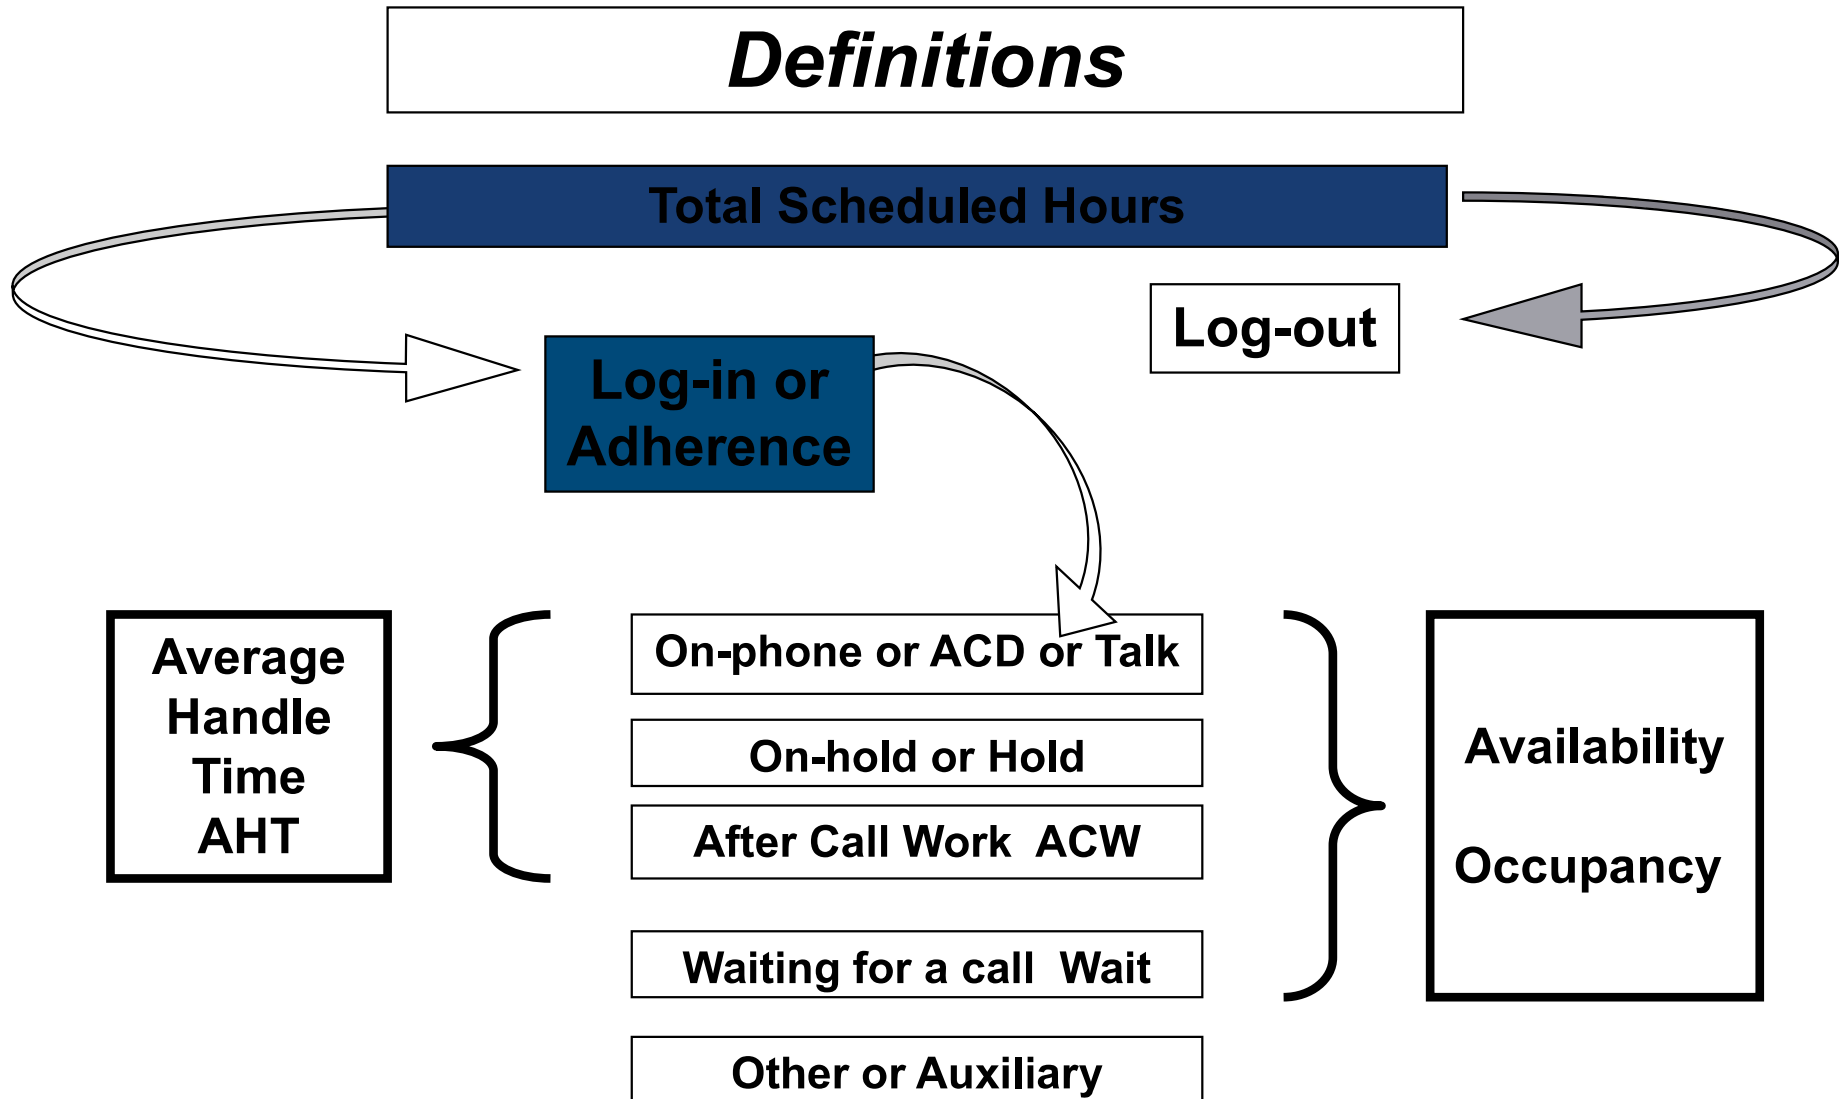 Definitions
Total Scheduled Hours
Log-out
Log-in or
Adherence
Average
Handle
Time
AHT
On-phone or ACD or Talk
On-hold or Hold
After Call Work  ACW
Waiting for a call  Wait
Other or Auxiliary
Availability
Occupancy